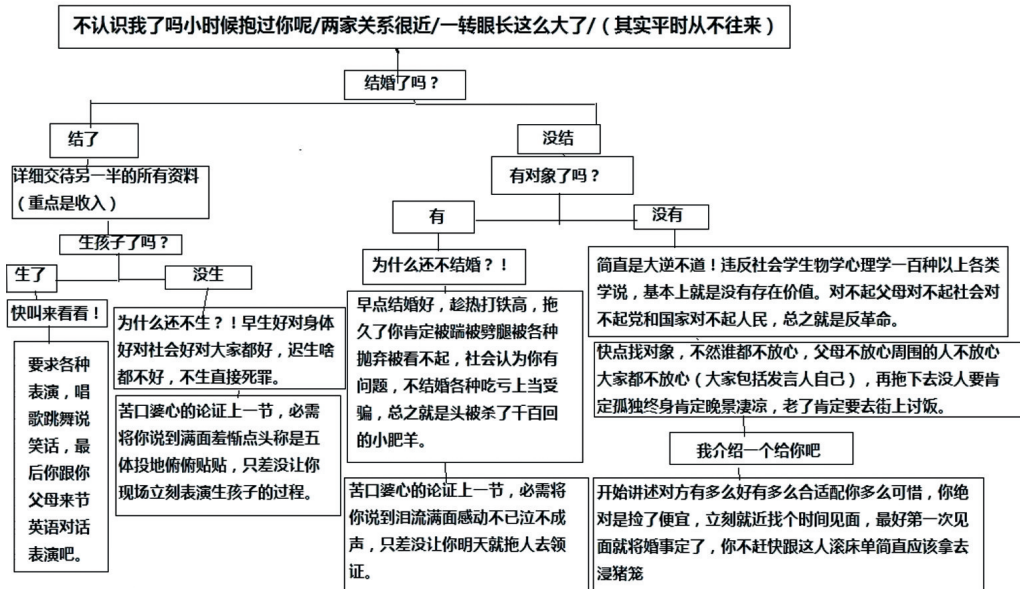 不认识我了吗小时候抱过你呢/两家关系很近/一转眼长这么大了/（其实平时从不往来）
结婚了吗？
结了
没结
详细交待另一半的所有资料
（重点是收入）
有对象了吗？
生孩子了吗？
有
没有
生了
没生
快叫来看看！
要求各种
表演，唱
歌跳舞说
笑话，最
后你跟你
父母来节
英语对话
表演吧。
为什么还不生？！早生好对身体
好对社会好对大家都好，迟生啥
都不好，不生直接死罪。
苦口婆心的论证上一节，必需
将你说到满面羞惭点头称是五
体投地俯俯贴贴，只差没让你
现场立刻表演生孩子的过程。
为什么还不结婚？！
早点结婚好，趁热打铁高，拖
久了你肯定被踹被劈腿被各种
抛弃被看不起，社会认为你有
问题，不结婚各种吃亏上当受
骗，总之就是头被杀了千百回
的小肥羊。
苦口婆心的论证上一节，必需将
你说到泪流满面感动不已泣不成
声，只差没让你明天就拖人去领
证。
简直是大逆不道！违反社会学生物学心理学一百种以上各类
学说，基本上就是没有存在价值。对不起父母对不起社会对
不起党和国家对不起人民，总之就是反革命。
快点找对象，不然谁都不放心，父母不放心周围的人不放心
大家都不放心（大家包括发言人自己），再拖下去没人要肯
定孤独终身肯定晚景凄凉，老了肯定要去街上讨饭。
我介绍一个给你吧
开始讲述对方有多么好有多么合适配你多么可惜，你绝
对是捡了便宜，立刻就近找个时间见面，最好第一次见
面就将婚事定了，你不赶快跟这人滚床单简直应该拿去
浸猪笼